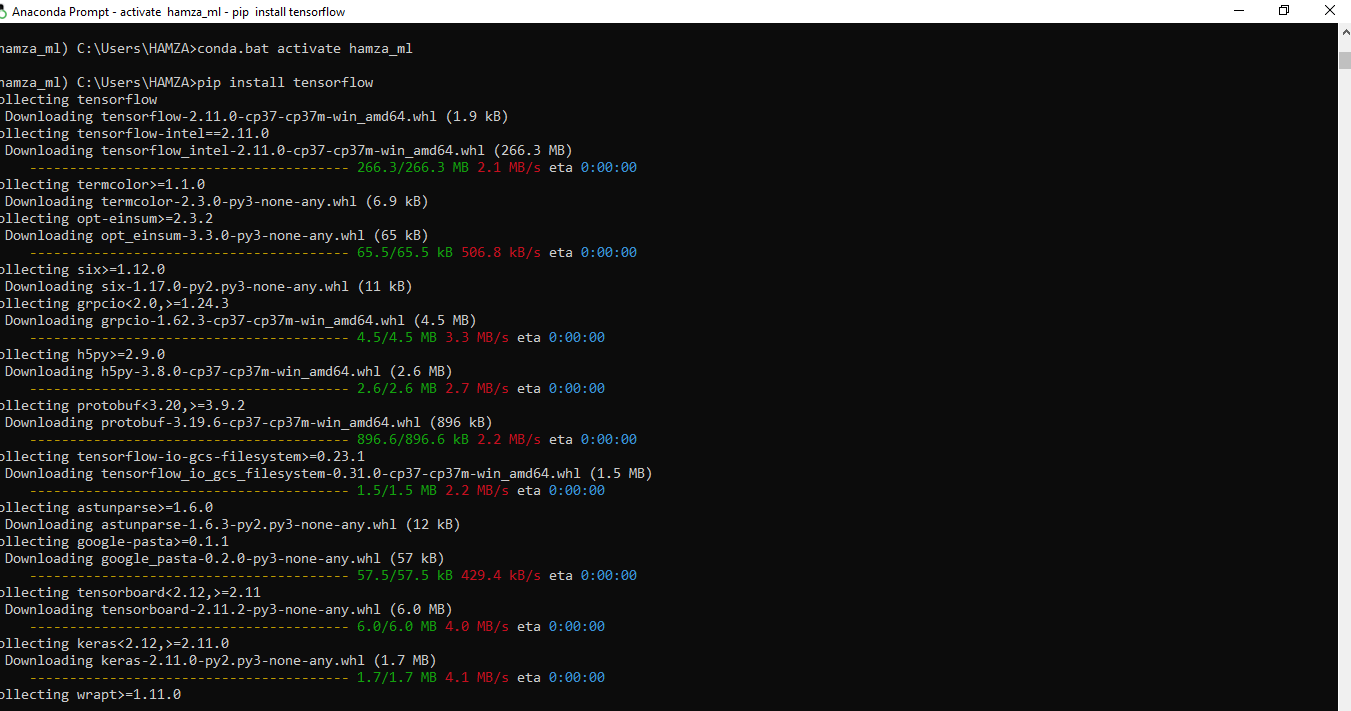 Anaconda Prompt - activate hamza_ml - pip install tensorflow
hamza_ml) C:\Users\HAMZA>conda.bat activate hamza_ml
hamza_ml) C:\Users\HAMZA>pip install tensorflow
ollecting tensorflow
Downloading tensorflow-2.11.0-cp37-cp37m-win_amd64.whl (1.9 kB)
ollecting tensorflow-intel==2.11.0
Downloading tensorflow_intel-2.11.0-cp37-cp37m-win_amd64.whl (266.3 MB)
---------------------------------------- 266.3/266.3 MB 2.1 MB/s eta 0:00:00
ollecting termcolor>=1.1.0
Downloading termcolor-2.3.0-py3-none-any.whl (6.9 kB)
ollecting opt-einsum>=2.3.2
Downloading opt_einsum-3.3.0-py3-none-any.whl (65 kB)
---------------------------------------- 65.5/65.5 kB 506.8 kB/s eta 0:00:00
ollecting six>=1.12.0
Downloading six-1.17.0-py2.py3-none-any.whl (11 kB)
ollecting grpcio<2.0,>=1.24.3
Downloading grpcio-1.62.3-cp37-cp37m-win_amd64.whl (4.5 MB)
---------------------------------------- 4.5/4.5 MB 3.3 MB/s eta 0:00:00
ollecting h5py>=2.9.0
Downloading h5py-3.8.0-cp37-cp37m-win_amd64.whl (2.6 MB)
---------------------------------------- 2.6/2.6 MB 2.7 MB/s eta 0:00:00
ollecting protobuf<3.20,>=3.9.2
Downloading protobuf-3.19.6-cp37-cp37m-win_amd64.whl (896 kB)
---------------------------------------- 896.6/896.6 kB 2.2 MB/s eta 0:00:00
ollecting tensorflow-io-gcs-filesystem>=0.23.1
Downloading tensorflow_io_gcs_filesystem-0.31.0-cp37-cp37m-win_amd64.whl (1.5 MB)
---------------------------------------- 1.5/1.5 MB 2.2 MB/s eta 0:00:00
ollecting astunparse>=1.6.0
Downloading astunparse-1.6.3-py2.py3-none-any.whl (12 kB)
ollecting google-pasta>=0.1.1
Downloading google_pasta-0.2.0-py3-none-any.whl (57 kB)
---------------------------------------- 57.5/57.5 kB 429.4 kB/s eta 0:00:00
ollecting tensorboard<2.12,>=2.11
Downloading tensorboard-2.11.2-py3-none-any.whl (6.0 MB)
---------------------------------------- 6.0/6.0 MB 4.0 MB/s eta 0:00:00
ollecting keras<2.12,>=2.11.0
Downloading keras-2.11.0-py2.py3-none-any.whl (1.7 MB)
---------------------------------------- 1.7/1.7 MB 4.1 MB/s eta 0:00:00
ollecting wrapt>=1.11.0